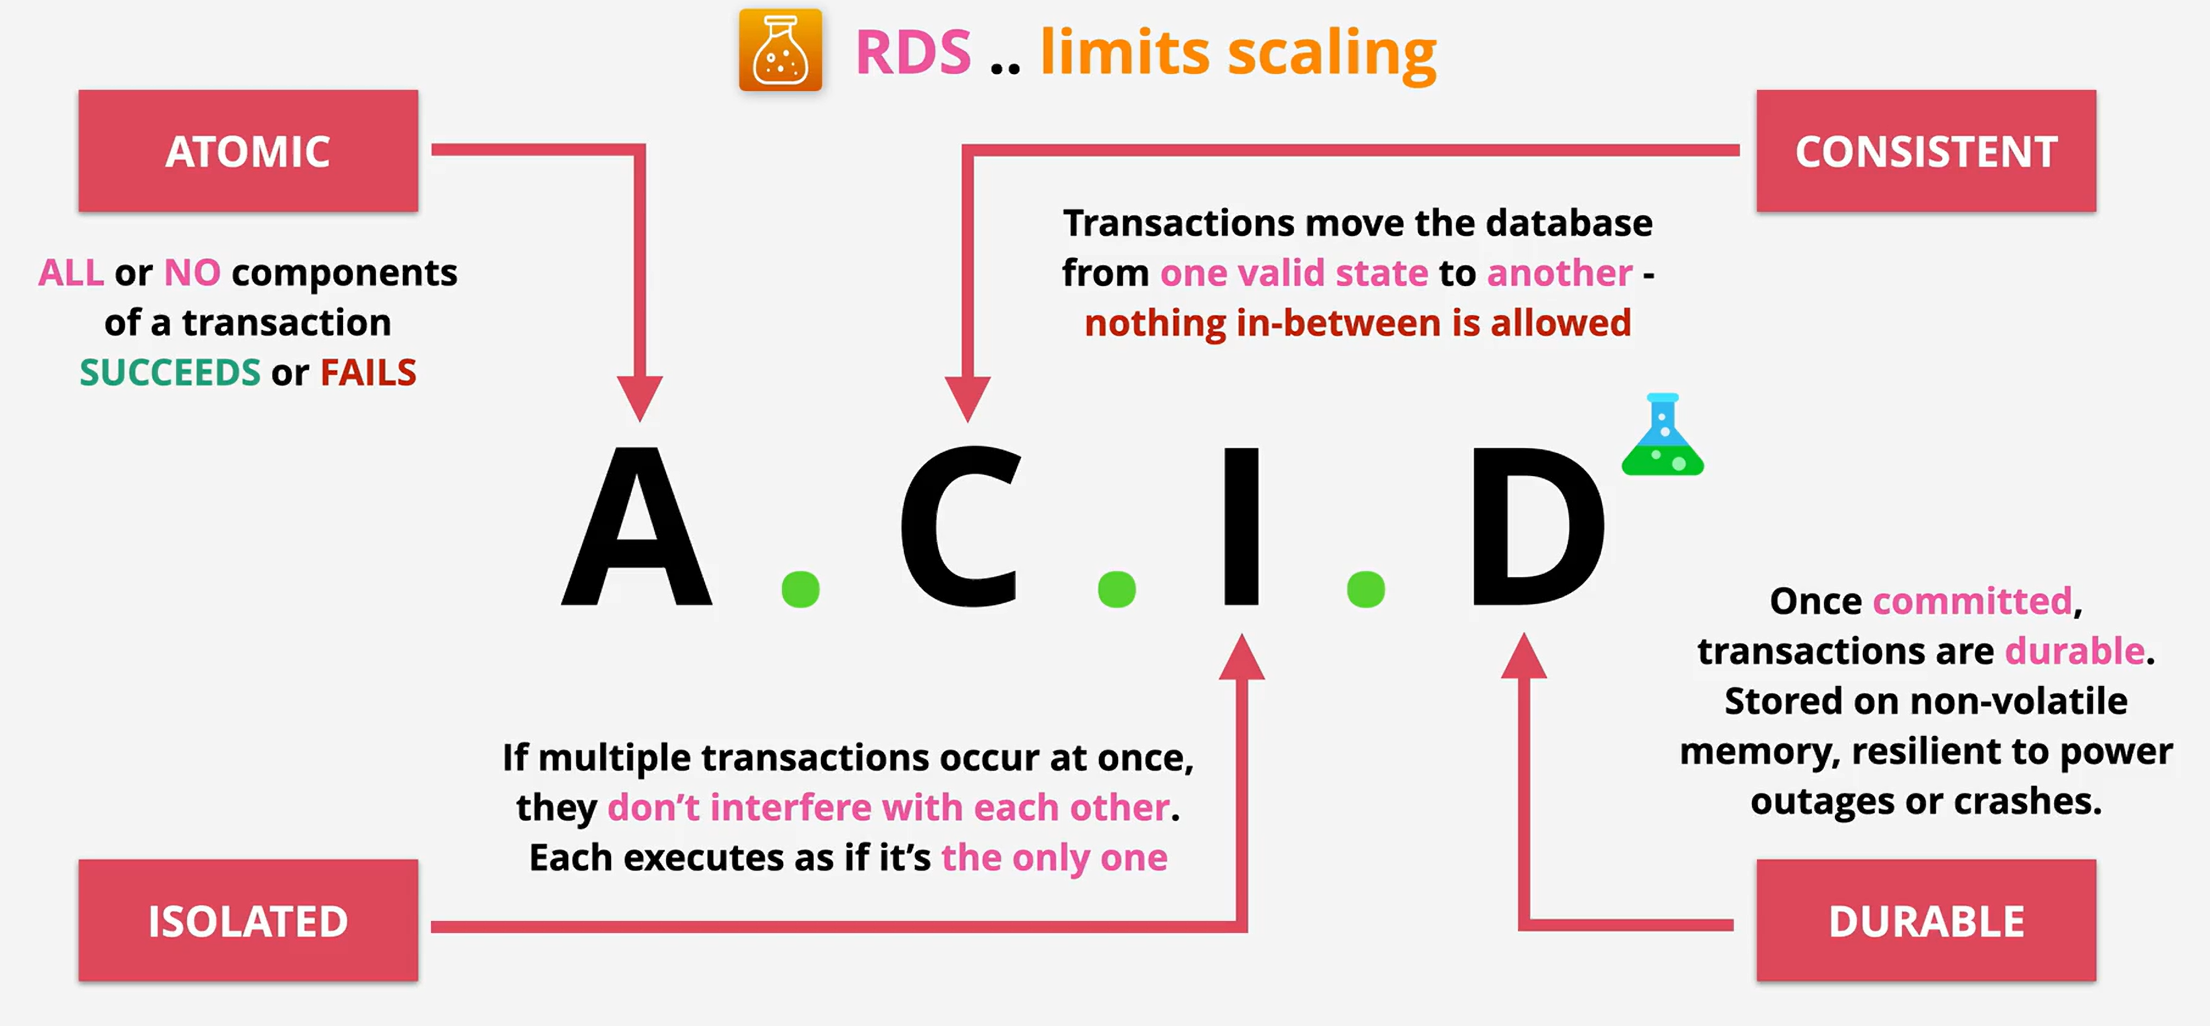 RDS .. limits scaling
ATOMIC
ALL or NO components
of a transaction
SUCCEEDS or FAILS
CONSISTENT
Transactions move the database
from one valid state to another -
nothing in-between is allowed
A . C . I . D
If multiple transactions occur at once,
they don’t interfere with each other.
Each executes as if it’s the only one
ISOLATED
Once committed,
transactions are durable.
Stored on non-volatile
memory, resilient to power
outages or crashes.
DURABLE